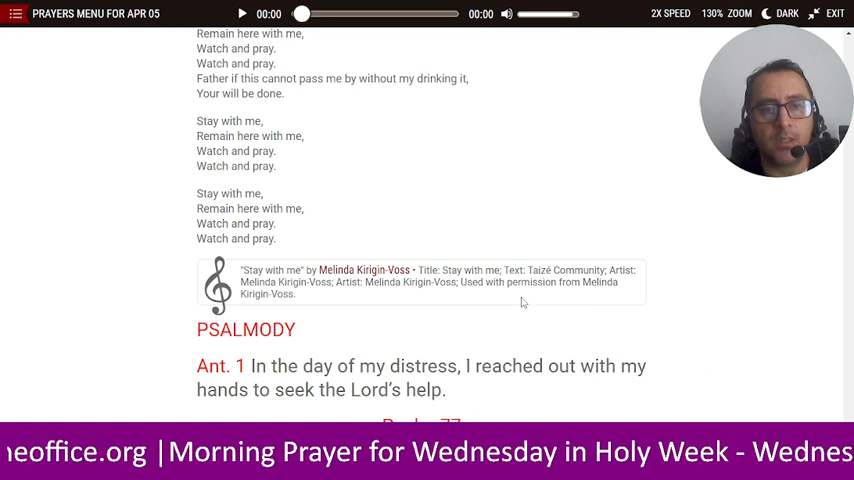 PRAYERS MENU FOR APR 05
00:00
00:00
2X SPEED
130% ZOOM
DARK
EXIT
Remain here with me,
Watch and pray.
Watch and pray.
Father if this cannot pass me by without my drinking it,
Your will be done.
Stay with me,
Remain here with me,
Watch and pray.
Watch and pray.
Stay with me,
Remain here with me,
Watch and pray.
Watch and pray.
"Stay with me" by Melinda Kirigin-Voss • Title: Stay with me; Text: Taizé Community; Artist:
Melinda Kirigin-Voss; Artist: Melinda Kirigin-Voss; Used with permission from Melinda
Kirigin-Voss.
PSALMODY
Ant. 1 In the day of my distress, I reached out with my
hands to seek the Lord's help.
Psalm 77
neoffice.org |Morning Prayer for Wednesday in Holy Week - Wednes